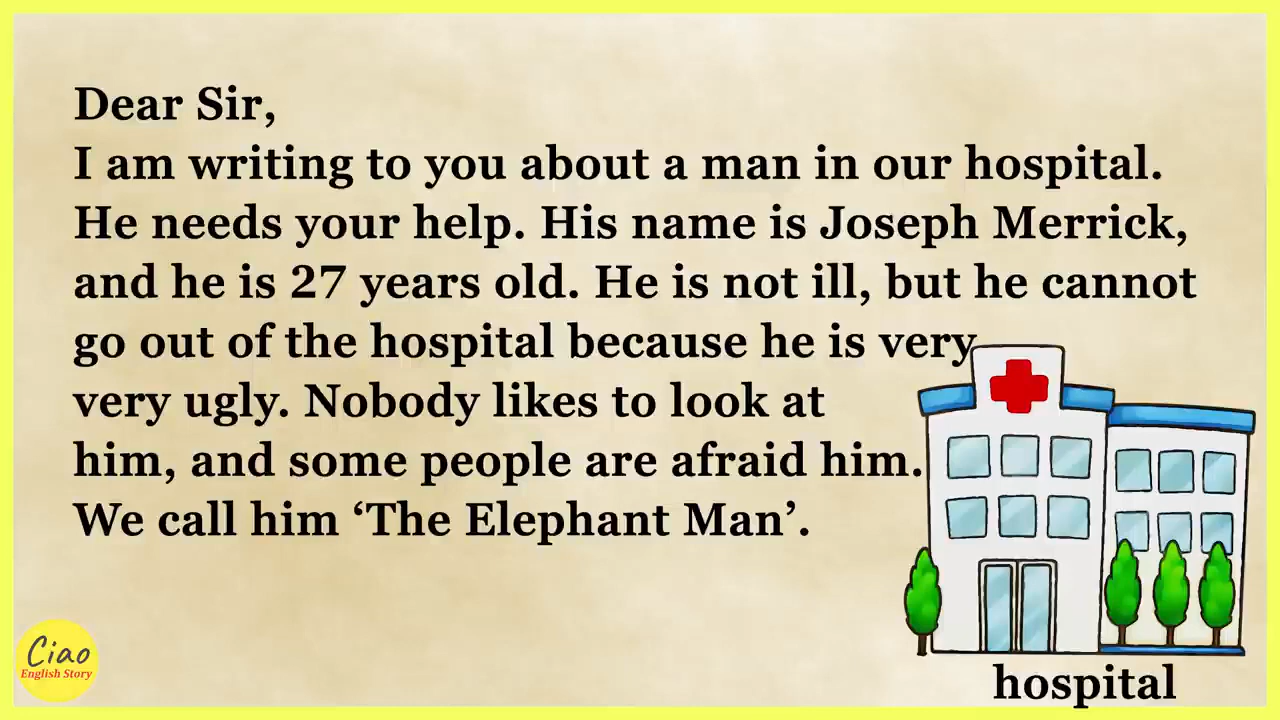 Dear Sir,
I am writing to you about a man in our hospital.
He needs your help. His name is Joseph Merrick,
and he is 27 years old. He is not ill, but he cannot
go out of the hospital because he is very
very ugly. Nobody likes to look at
him, and some people are afraid him.
We call him ‘The Elephant Man’.
hospital
Ciao
English Story